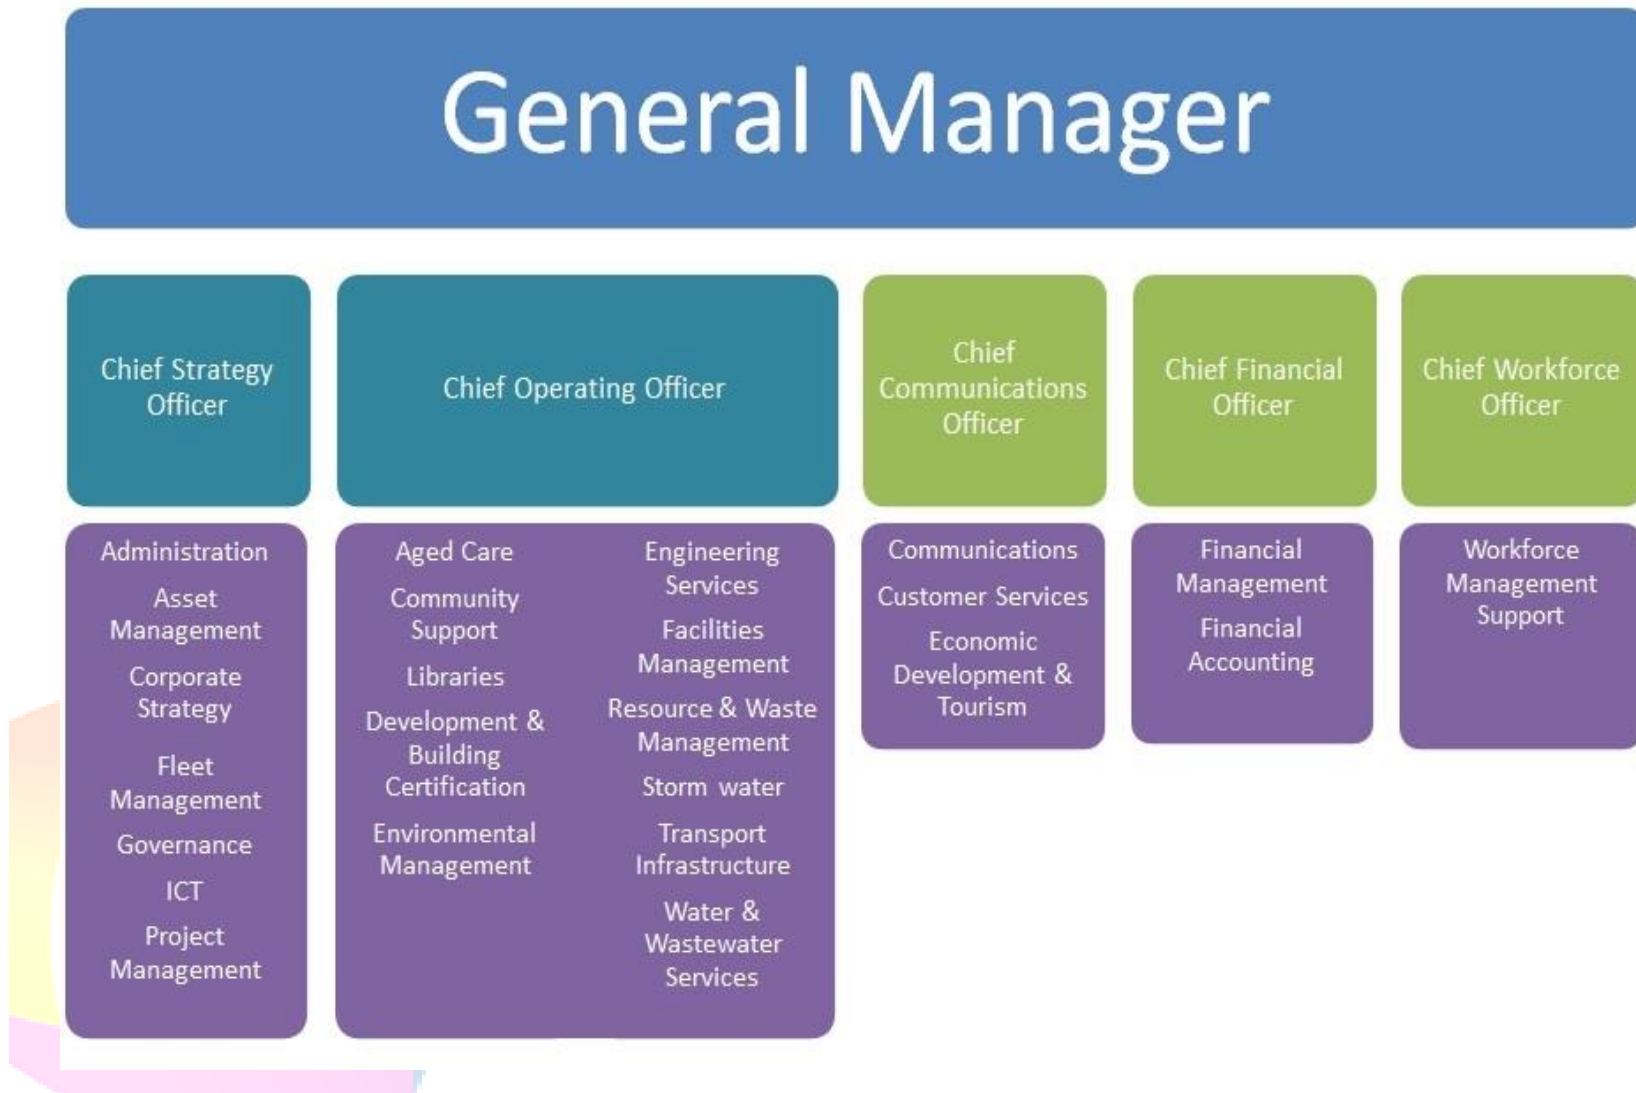 General Manager
Chief Strategy
Officer
Chief Operating Officer
Chief
Communications
Officer
Chief Financial
Officer
Chief Workforce
Officer
Administration
Asset
Management
Corporate
Strategy
Fleet
Management
Governance
ICT
Project
Management
Aged Care
Community
Support
Libraries
Development &
Building
Certification
Environmental
Management
Engineering
Services
Facilities
Management
Resource & Waste
Management
Storm water
Transport
Infrastructure
Water &
Wastewater
Services
Communications
Customer Services
Economic
Development &
Tourism
Financial
Management
Financial
Accounting
Workforce
Management
Support